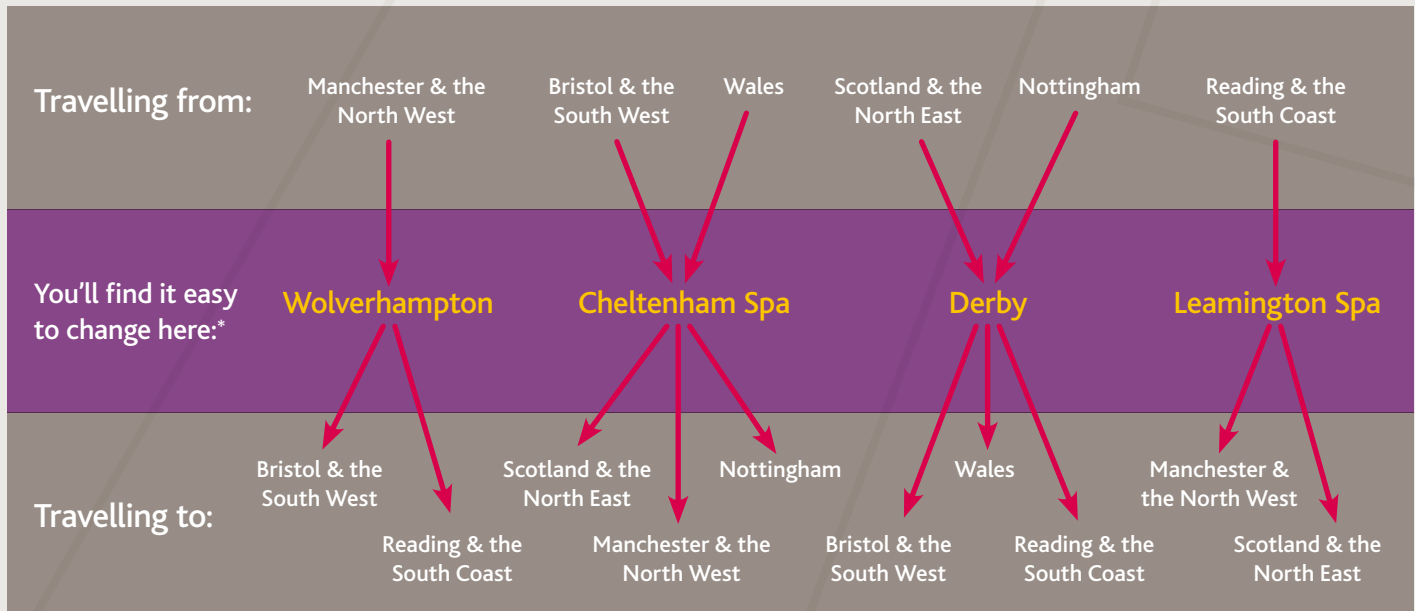 Travelling from:
Manchester & the
North West
Bristol & the
South West
Wales
Scotland & the
North East
Nottingham
Reading & the
South Coast
You'll find it easy
to change here:*
Wolverhampton
Cheltenham Spa
Derby
Leamington Spa
Travelling to:
Bristol & the
South West
Reading & the
South Coast
Scotland & the
North East
Manchester & the
North West
Nottingham
Bristol & the
South West
Wales
Reading & the
South Coast
Manchester &
the North West
Scotland & the
North East